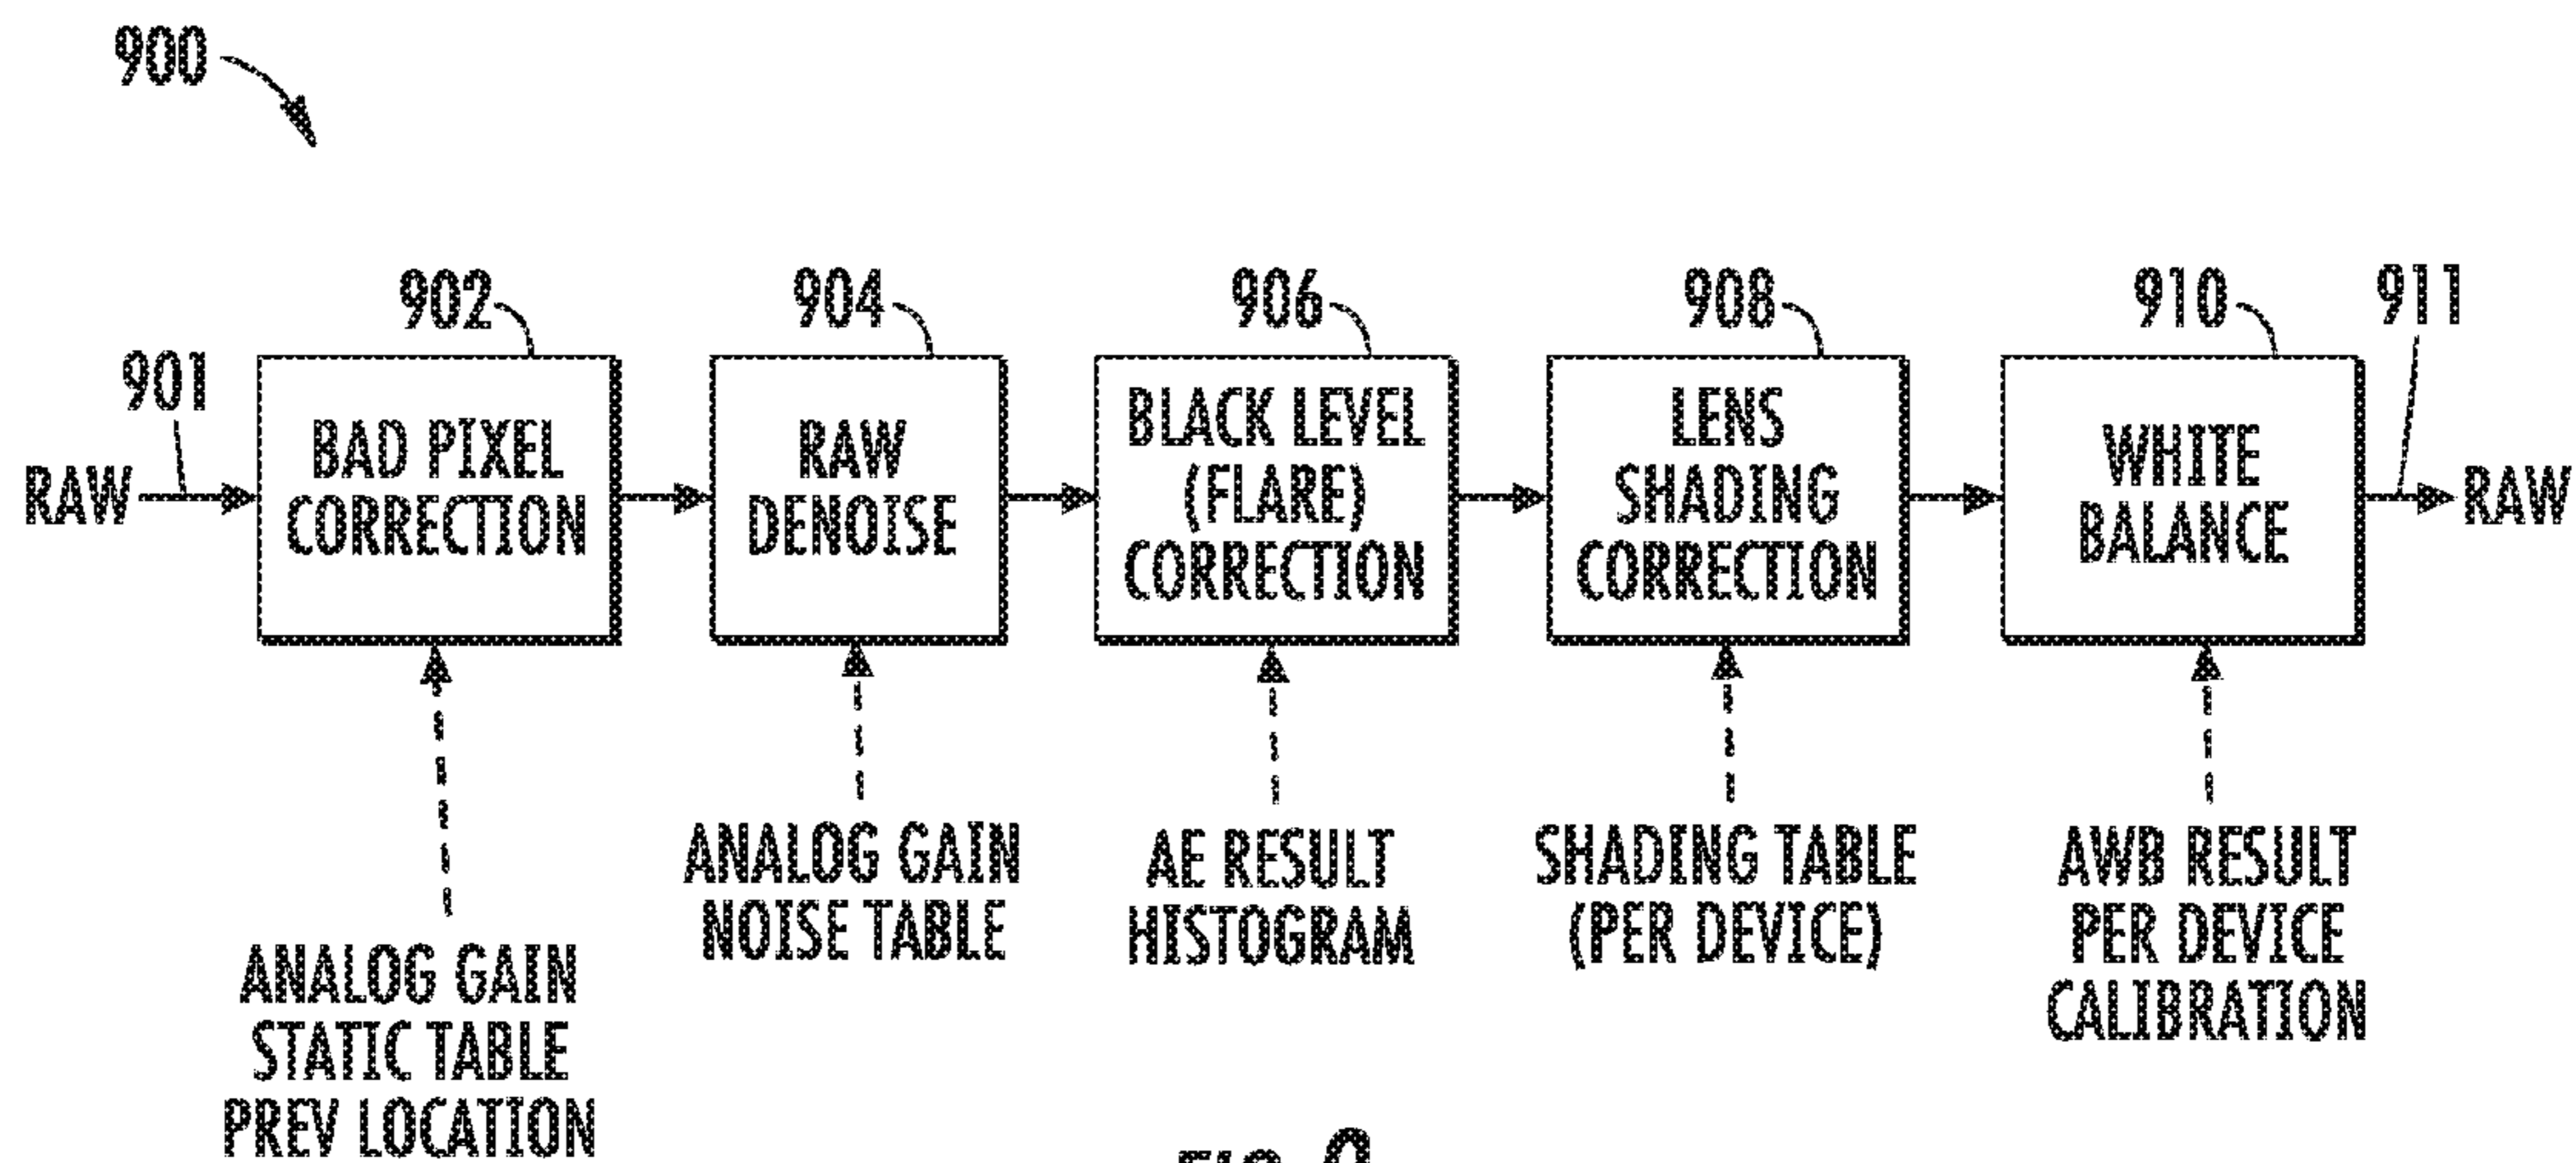 900
902
904
906
908
910
911
901
RAW
BAD PIXEL
CORRECTION
RAW
DENOISE
BLACK LEVEL
(FLARE)
CORRECTION
LENS
SHADING
CORRECTION
WHITE
BALANCE
RAW
ANALOG GAIN
STATIC TABLE
PREV LOCATION
ANALOG GAIN
NOISE TABLE
AE RESULT
HISTOGRAM
SHADING TABLE
(PER DEVICE)
AWB RESULT
PER DEVICE
CALIBRATION